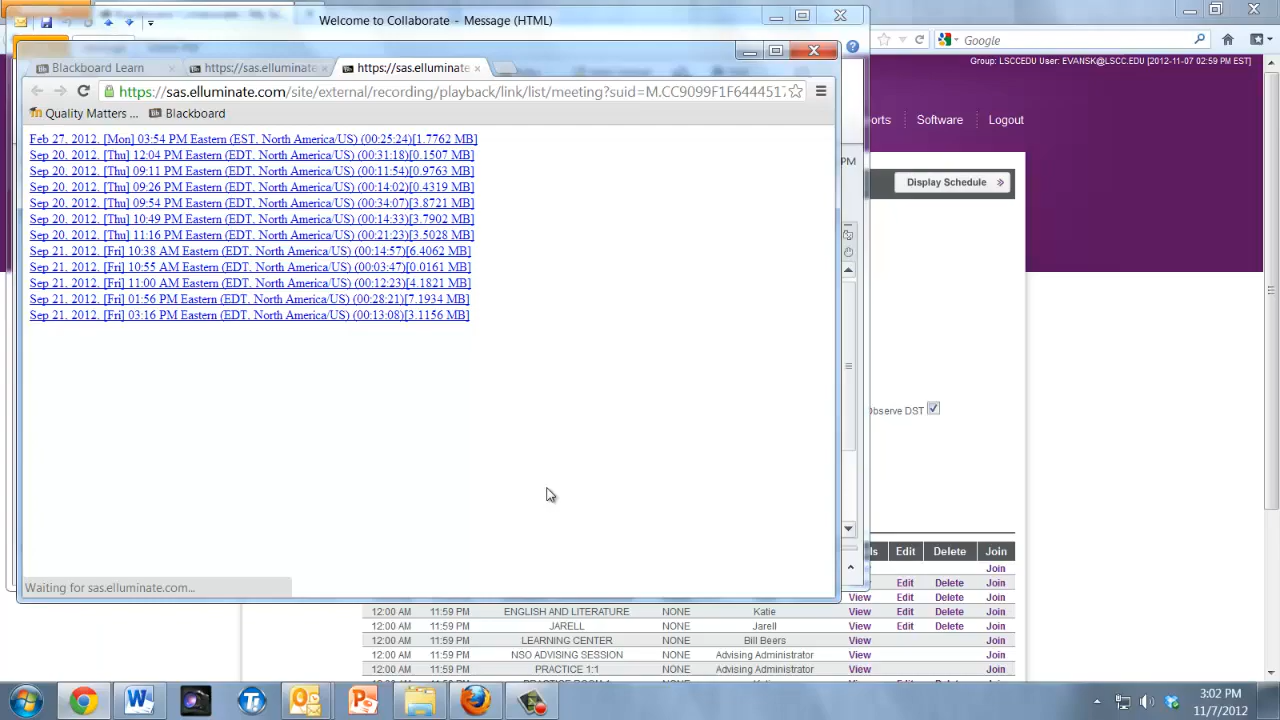 Welcome to Collaborate - Message (HTML)
Google
Blackboard Learn
https://sas.elluminate
https://sas.elluminate
Group: LSCCEDU User: EVANSK@LSCC.EDU [2012-11-07 02:59 PM EST]
https://sas.elluminate.com/site/external/recording/playback/link/list/meeting?suid=M.CC9099F1F6444517
Quality Matters ...
Blackboard
orts
Software
Logout
Feb 27, 2012, [Mon] 03:54 PM Eastern (EST, North America/US) (00:25:24)[1.7762 MB]
Sep 20, 2012, [Thu] 12:04 PM Eastern (EDT, North America/US) (00:31:18)[0.1507 MB]
PM
Sep 20, 2012, [Thu] 09:11 PM Eastern (EDT, North America/US) (00:11:54)[0.9763 MB]
Display Schedule
Sep 20, 2012, [Thu] 09:26 PM Eastern (EDT, North America/US) (00:14:02)[0.4319 MB]
Sep 20, 2012, [Thu] 09:54 PM Eastern (EDT, North America/US) (00:34:07)[3.8721 MB]
Sep 20, 2012, [Thu] 10:49 PM Eastern (EDT, North America/US) (00:14:33)[3.7902 MB]
Sep 20, 2012, [Thu] 11:16 PM Eastern (EDT, North America/US) (00:21:23)[3.5028 MB]
Sep 21, 2012, [Fri] 10:38 AM Eastern (EDT, North America/US) (00:14:57)[6.4062 MB]
Sep 21, 2012, [Fri] 10:55 AM Eastern (EDT, North America/US) (00:03:47)[0.0161 MB]
Sep 21, 2012, [Fri] 11:00 AM Eastern (EDT, North America/US) (00:12:23)[4.1821 MB]
Sep 21, 2012, [Fri] 01:56 PM Eastern (EDT, North America/US) (00:28:21)[7.1934 MB]
Sep 21, 2012, [Fri] 03:16 PM Eastern (EDT, North America/US) (00:13:08)[3.1156 MB]
Observe DST
ls Edit Delete Join
Join
Edit Delete Join
Waiting for sas.elluminate.com...
View Edit Delete Join
12:00 AM 11:59 PM ENGLISH AND LITERATURE NONE Katie View Edit Delete Join
12:00 AM 11:59 PM JARELL NONE Jarell View Edit Delete Join
12:00 AM 11:59 PM LEARNING CENTER NONE Bill Beers View Join
12:00 AM 11:59 PM NSO ADVISING SESSION NONE Advising Administrator View Join
12:00 AM 11:59 PM PRACTICE 1:1 NONE Advising Administrator View Join
3:02 PM
11/7/2012